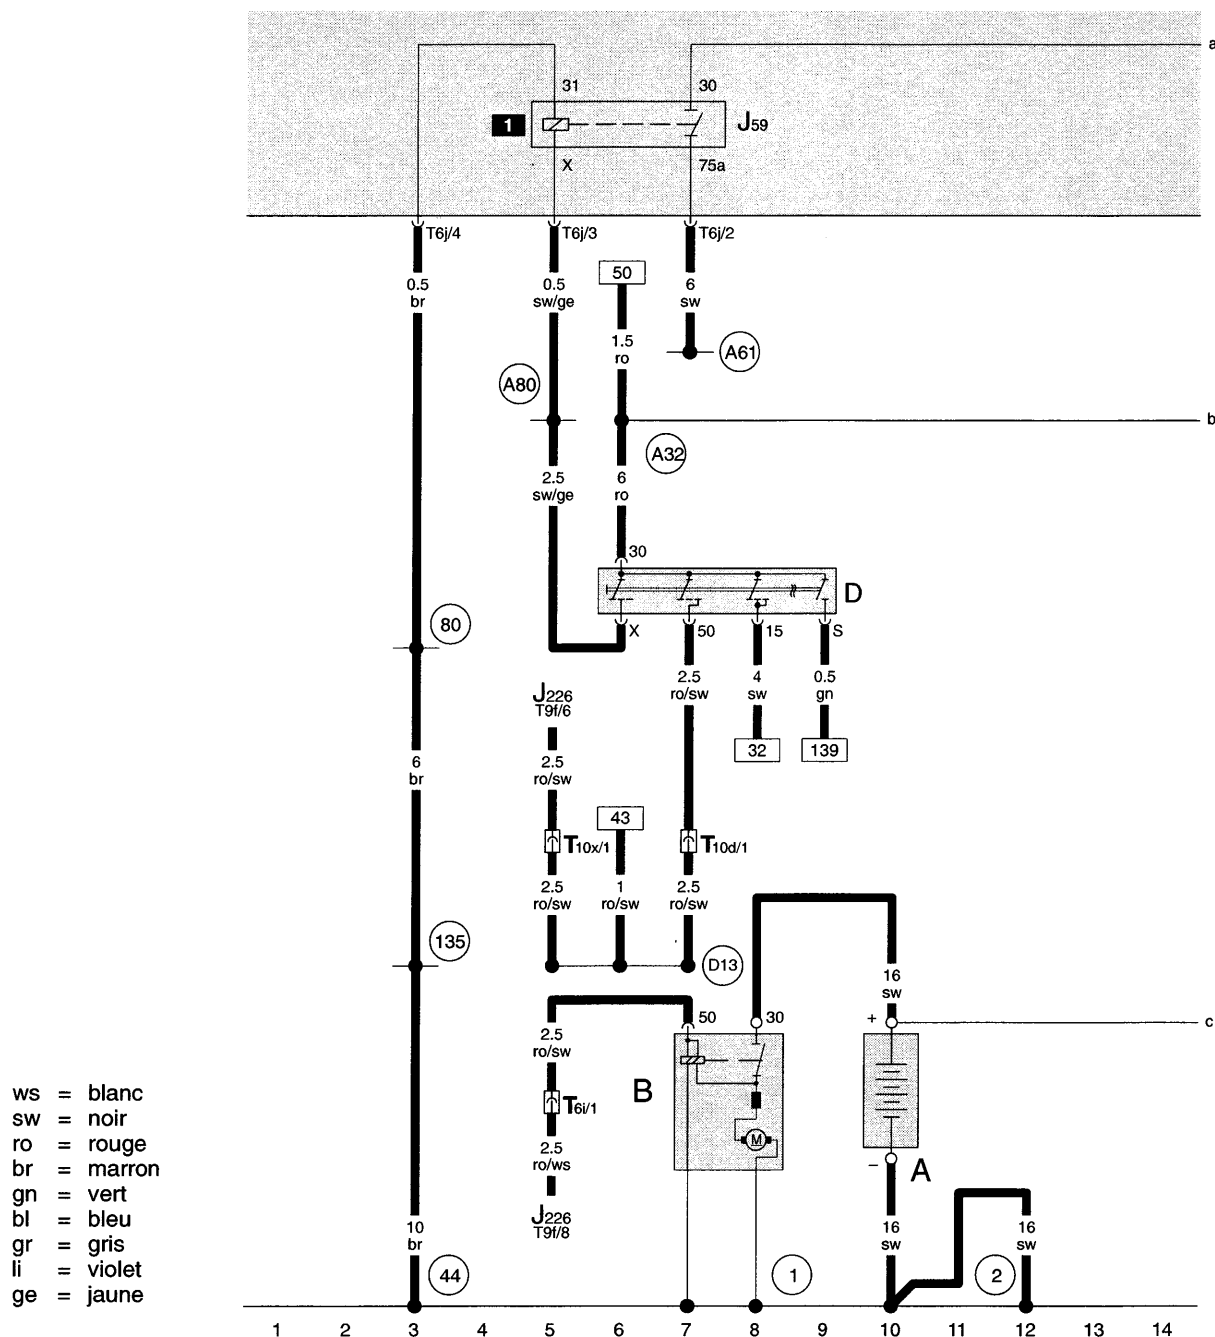 a
31
30
1
J59
X
75a
T6j/4
T6j/3
T6j/2
0.5
br
0.5
sw/ge
50
6
sw
1.5
ro
A61
A80
b
A32
2.5
sw/ge
6
ro
30
D
80
X
50
15
S
2.5
ro/sw
4
sw
0.5
gn
J226
T9f/6
32
139
6
br
2.5
ro/sw
43
T10x/1
T10d/1
2.5
ro/sw
1
ro/sw
2.5
ro/sw
135
D13
16
sw
50
30
+
c
2.5
ro/sw
B
T6i/1
M
2.5
ro/ws
– A
J226
T9f/8
10
br
16
sw
16
sw
44
1
2
ws = blanc
sw = noir
ro = rouge
br = marron
gn = vert
bl = bleu
gr = gris
li = violet
ge = jaune
1 2 3 4 5 6 7 8 9 10 11 12 13 14